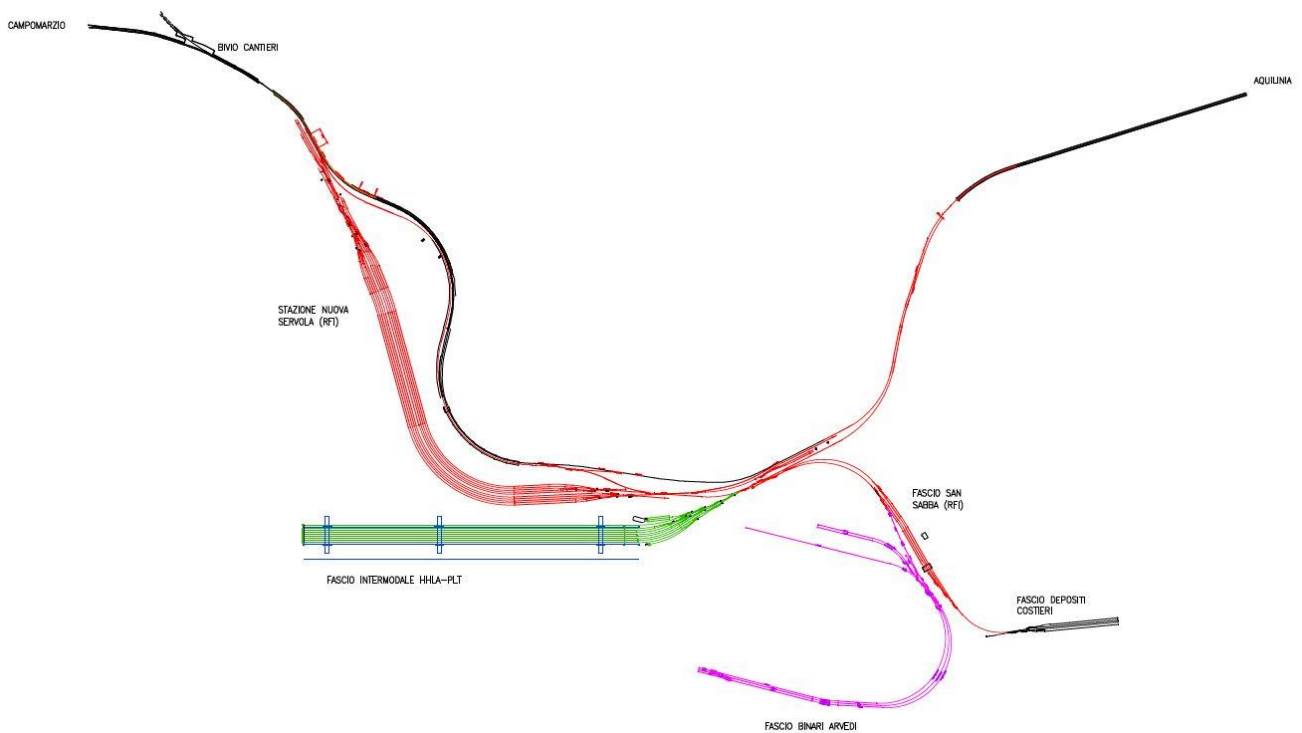 CAMPOMARZIO
BIVIO CANTIERI
AQUILINIA
STAZIONE NUOVA
SERVOLA (RFI)
FASCIO SAN
SABBA (RFI)
FASCIO INTERMODALE HHLA-PLT
FASCIO DEPOSITI
COSTIERI
FASCIO BINARI ARVEDI